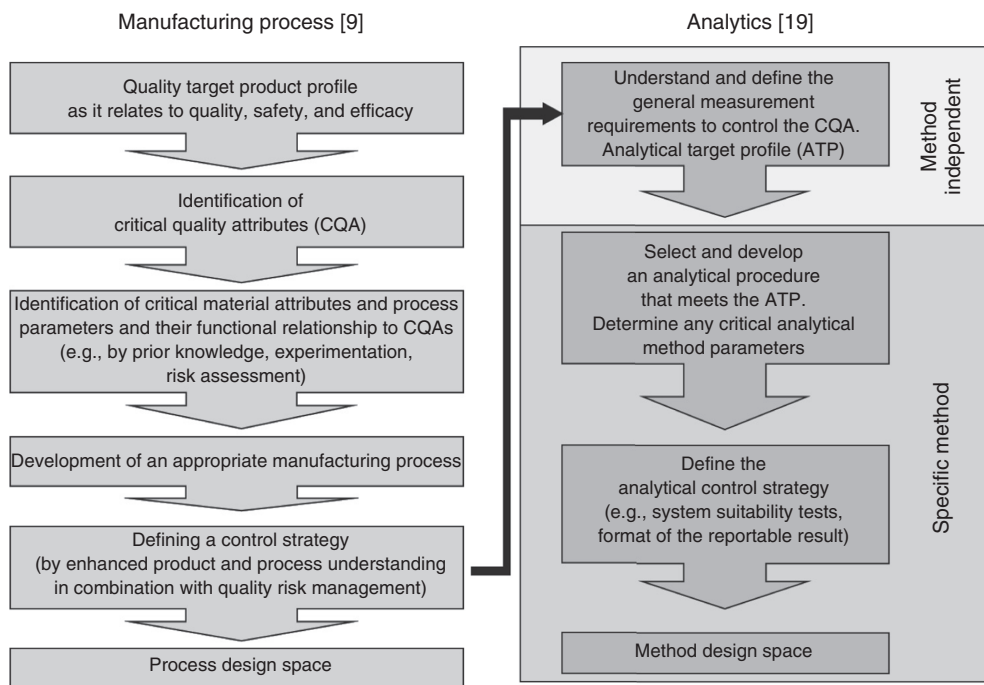 Manufacturing process [9]
Quality target product profile
as it relates to quality, safety, and efficacy
Identification of
critical quality attributes (CQA)
Identification of critical material attributes and process
parameters and their functional relationship to CQAs
(e.g., by prior knowledge, experimentation,
risk assessment)
Development of an appropriate manufacturing process
Defining a control strategy
(by enhanced product and process understanding
in combination with quality risk management)
Process design space
Analytics [19]
Understand and define the
general measurement
requirements to control the CQA.
Analytical target profile (ATP)
Method
independent
Select and develop
an analytical procedure
that meets the ATP.
Determine any critical analytical
method parameters
Define the
analytical control strategy
(e.g., system suitability tests,
format of the reportable result)
Method design space
Specific method